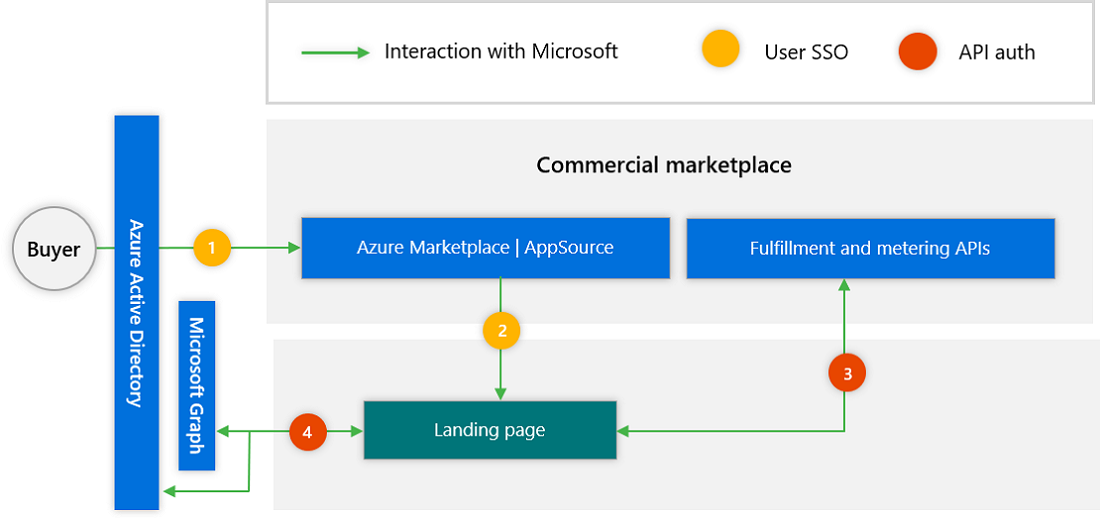 Interaction with Microsoft
User SSO
API auth
Commercial marketplace
Buyer
Azure Active Directory
1
Azure Marketplace | AppSource
Fulfillment and metering APIs
Microsoft Graph
2
3
4
Landing page